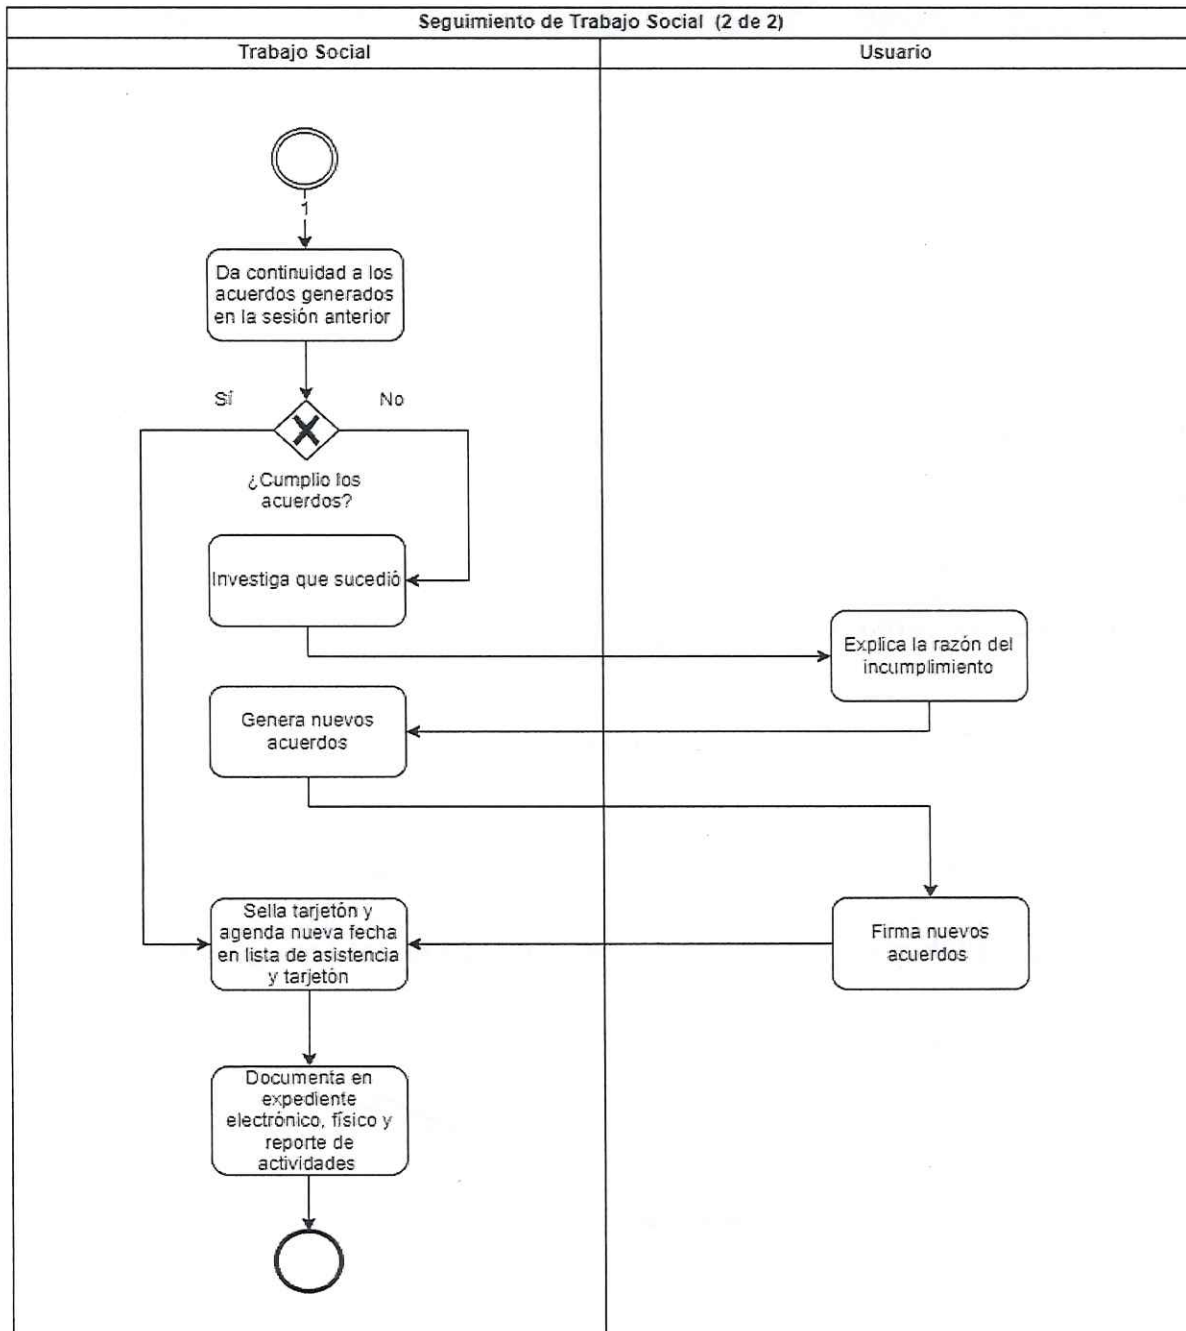 Seguimiento de Trabajo Social (2 de 2)
Trabajo Social
Usuario
1
Da continuidad a los
acuerdos generados
en la sesión anterior
Sí
No
¿Cumplio los
acuerdos?
Investiga que sucedió
Explica la razón del
incumplimiento
Genera nuevos
acuerdos
Firma nuevos
acuerdos
Sella tarjetón y
agenda nueva fecha
en lista de asistencia
y tarjetón
Documenta en
expediente
electrónico, físico y
reporte de
actividades